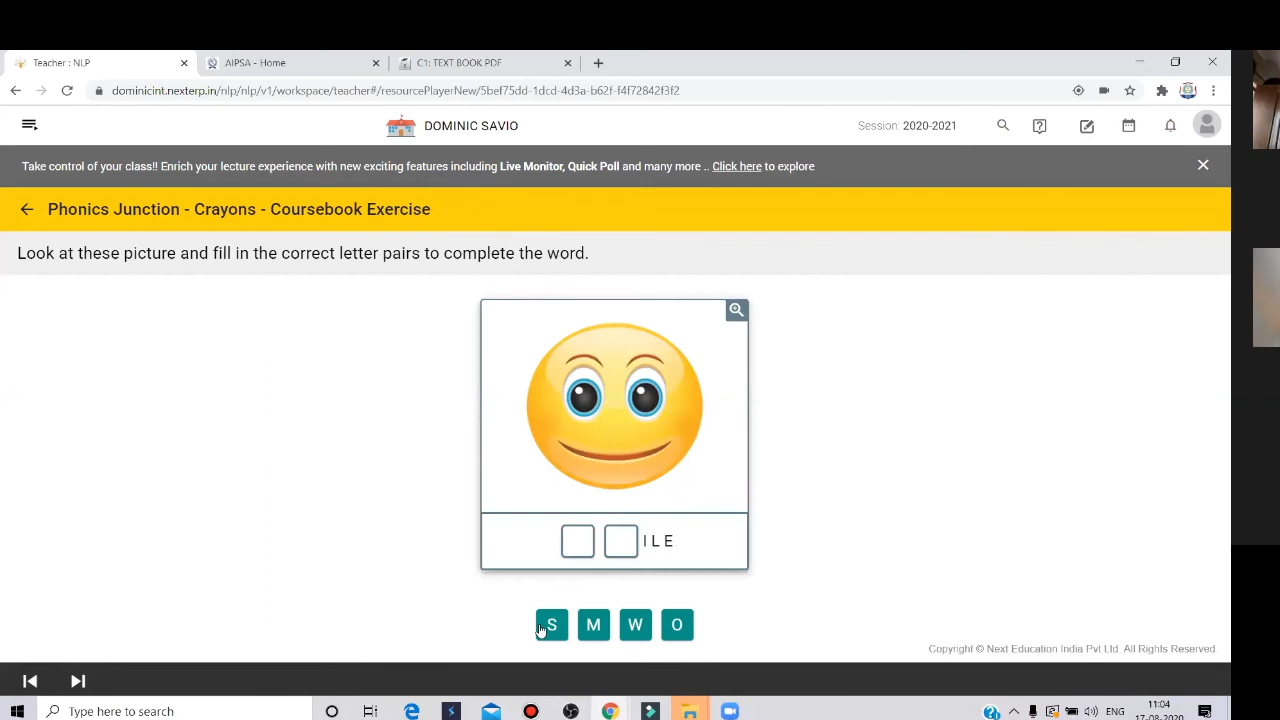 Teacher : NLP
AIPSA - Home
C1: TEXT BOOK PDF
dominicint.nexterp.in/nlp/nlp/v1/workspace/teacher#/resourcePlayerNew/5bef75dd-1dcd-4d3a-b62f-f4f72842f3f2
DOMINIC SAVIO
Session: 2020-2021
Take control of your class!! Enrich your lecture experience with new exciting features including Live Monitor, Quick Poll and many more .. Click here to explore
Phonics Junction - Crayons - Coursebook Exercise
Look at these picture and fill in the correct letter pairs to complete the word.
I L E
S M W O
Copyright © Next Education India Pvt Ltd. All Rights Reserved.
Type here to search
ENG
11:04
17-08-2020